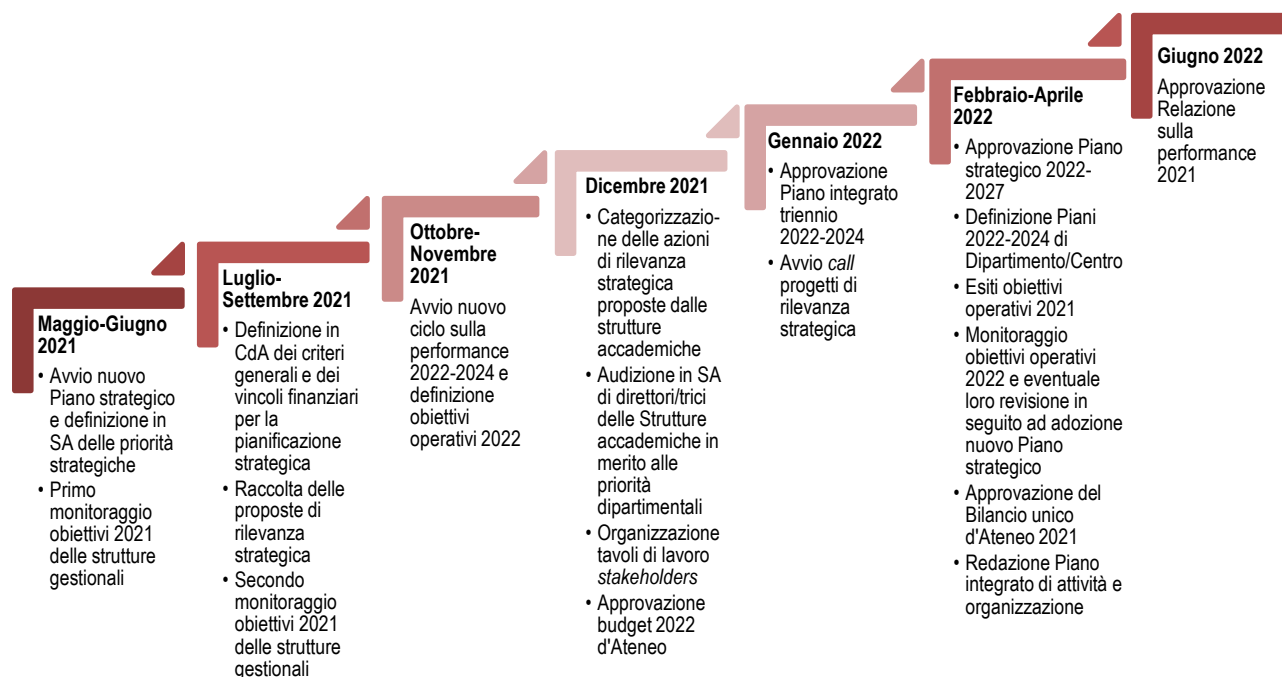 Maggio-Giugno
2021
• Avvio nuovo
Piano strategico
e definizione in
SA delle priorità
strategiche
• Primo
monitoraggio
obiettivi 2021
delle strutture
gestionali
Luglio-
Settembre 2021
• Definizione in
CdA dei criteri
generali e dei
vincoli finanziari
per la
pianificazione
strategica
• Raccolta delle
proposte di
rilevanza
strategica
• Secondo
monitoraggio
obiettivi 2021
delle strutture
gestionali
Ottobre-
Novembre
2021
Avvio nuovo
ciclo sulla
performance
2022-2024 e
definizione
obiettivi
operativi 2022
Dicembre 2021
• Categorizzazio-
ne delle azioni
di rilevanza
strategica
proposte dalle
strutture
accademiche
• Audizione in SA
di direttori/trici
delle Strutture
accademiche in
merito alle
priorità
dipartimentali
• Organizzazione
tavoli di lavoro
stakeholders
• Approvazione
budget 2022
d'Ateneo
Gennaio 2022
• Approvazione
Piano integrato
triennio
2022-2024
• Avvio call
progetti di
rilevanza
strategica
Febbraio-Aprile
2022
• Approvazione Piano
strategico 2022-
2027
• Definizione Piani
2022-2024 di
Dipartimento/Centro
• Esiti obiettivi
operativi 2021
• Monitoraggio
obiettivi operativi
2022 e eventuale
loro revisione in
seguito ad adozione
nuovo Piano
strategico
• Approvazione del
Bilancio unico
d'Ateneo 2021
• Redazione Piano
integrato di attività e
organizzazione
Giugno 2022
Approvazione
Relazione
sulla
performance
2021